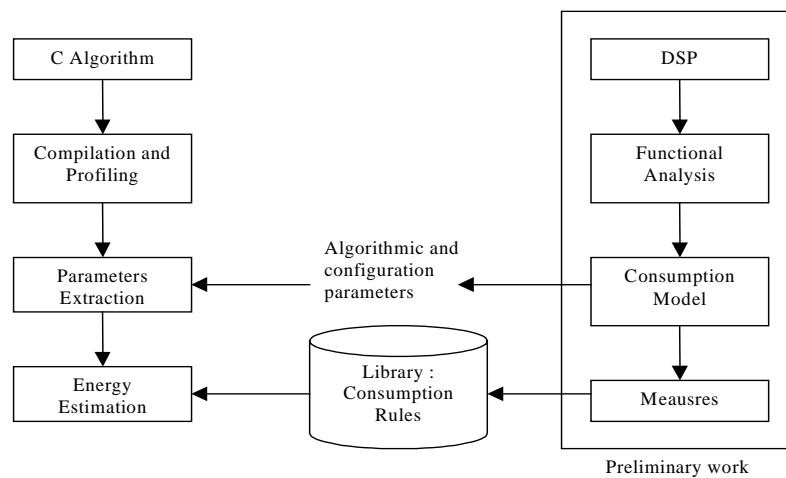 C Algorithm
DSP
Compilation and
Profiling
Functional
Analysis
Algorithmic and
configuration
parameters
Parameters
Extraction
Consumption
Model
Library :
Consumption
Rules
Energy
Estimation
Meausres
Preliminary work